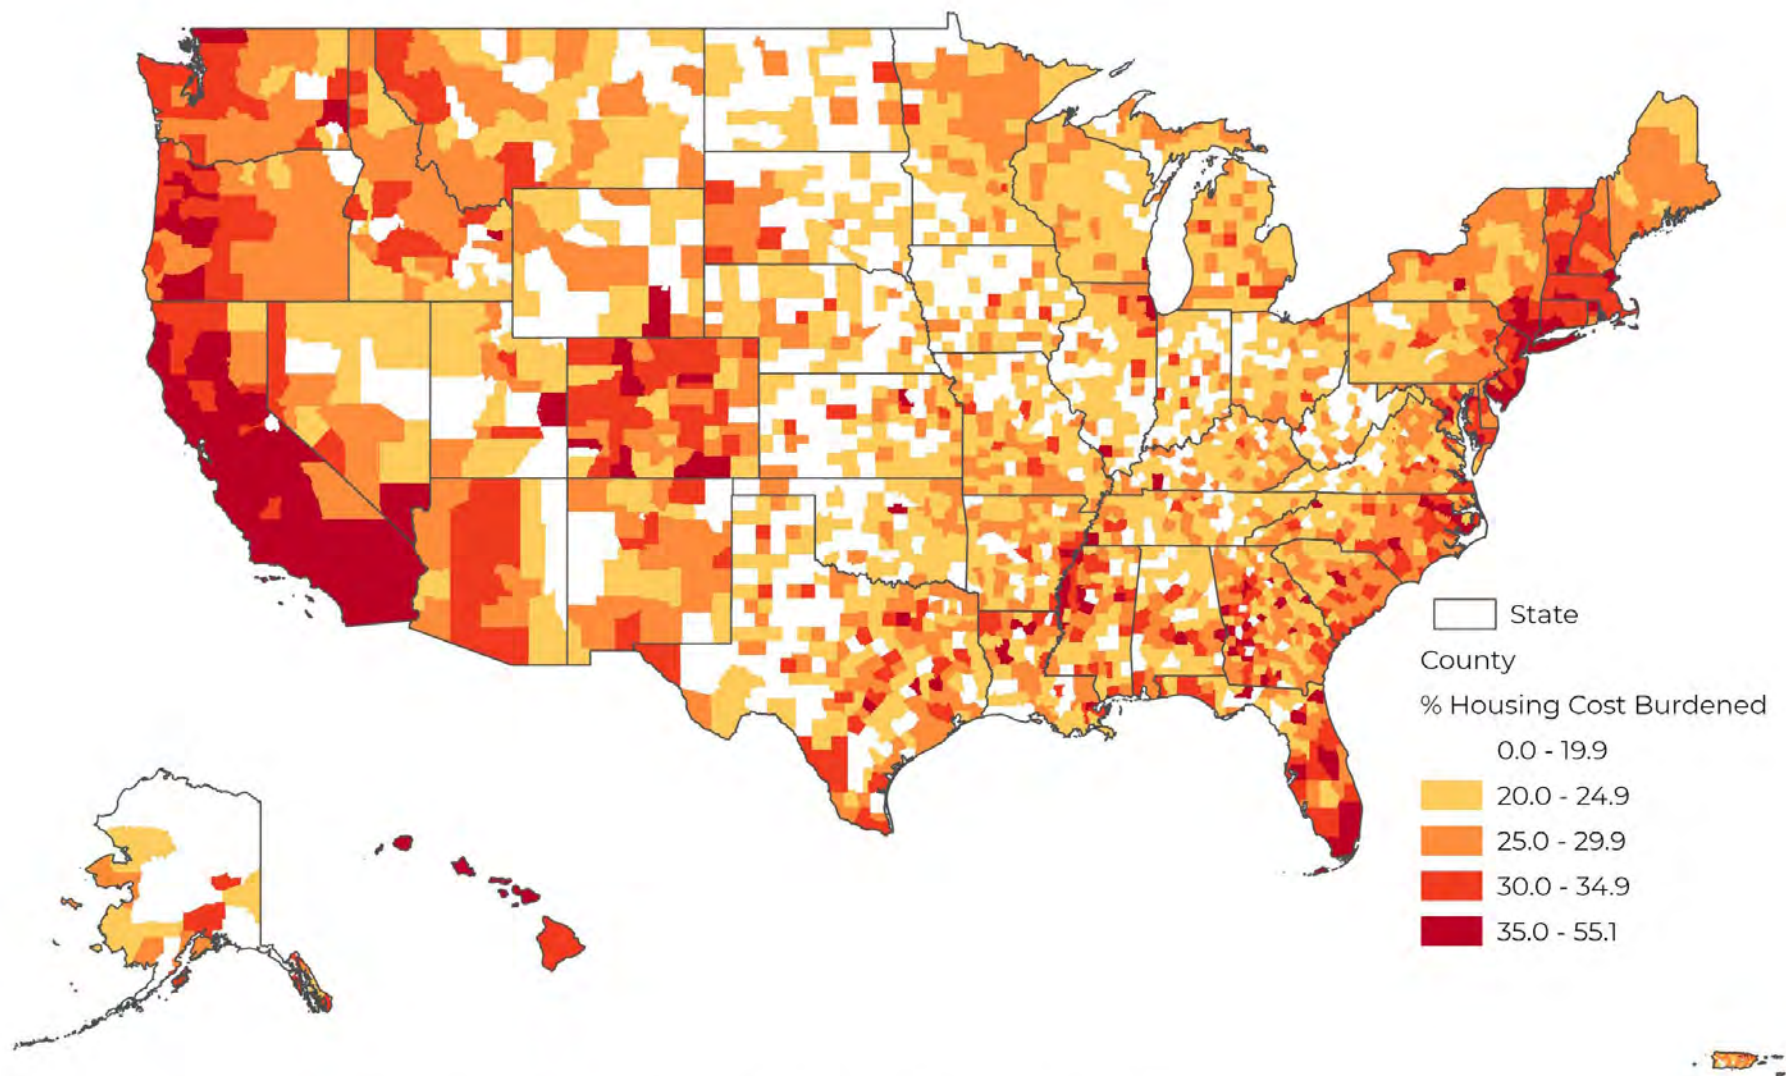 State
County
% Housing Cost Burdened
0.0 - 19.9
20.0 - 24.9
25.0 - 29.9
30.0 - 34.9
35.0 - 55.1